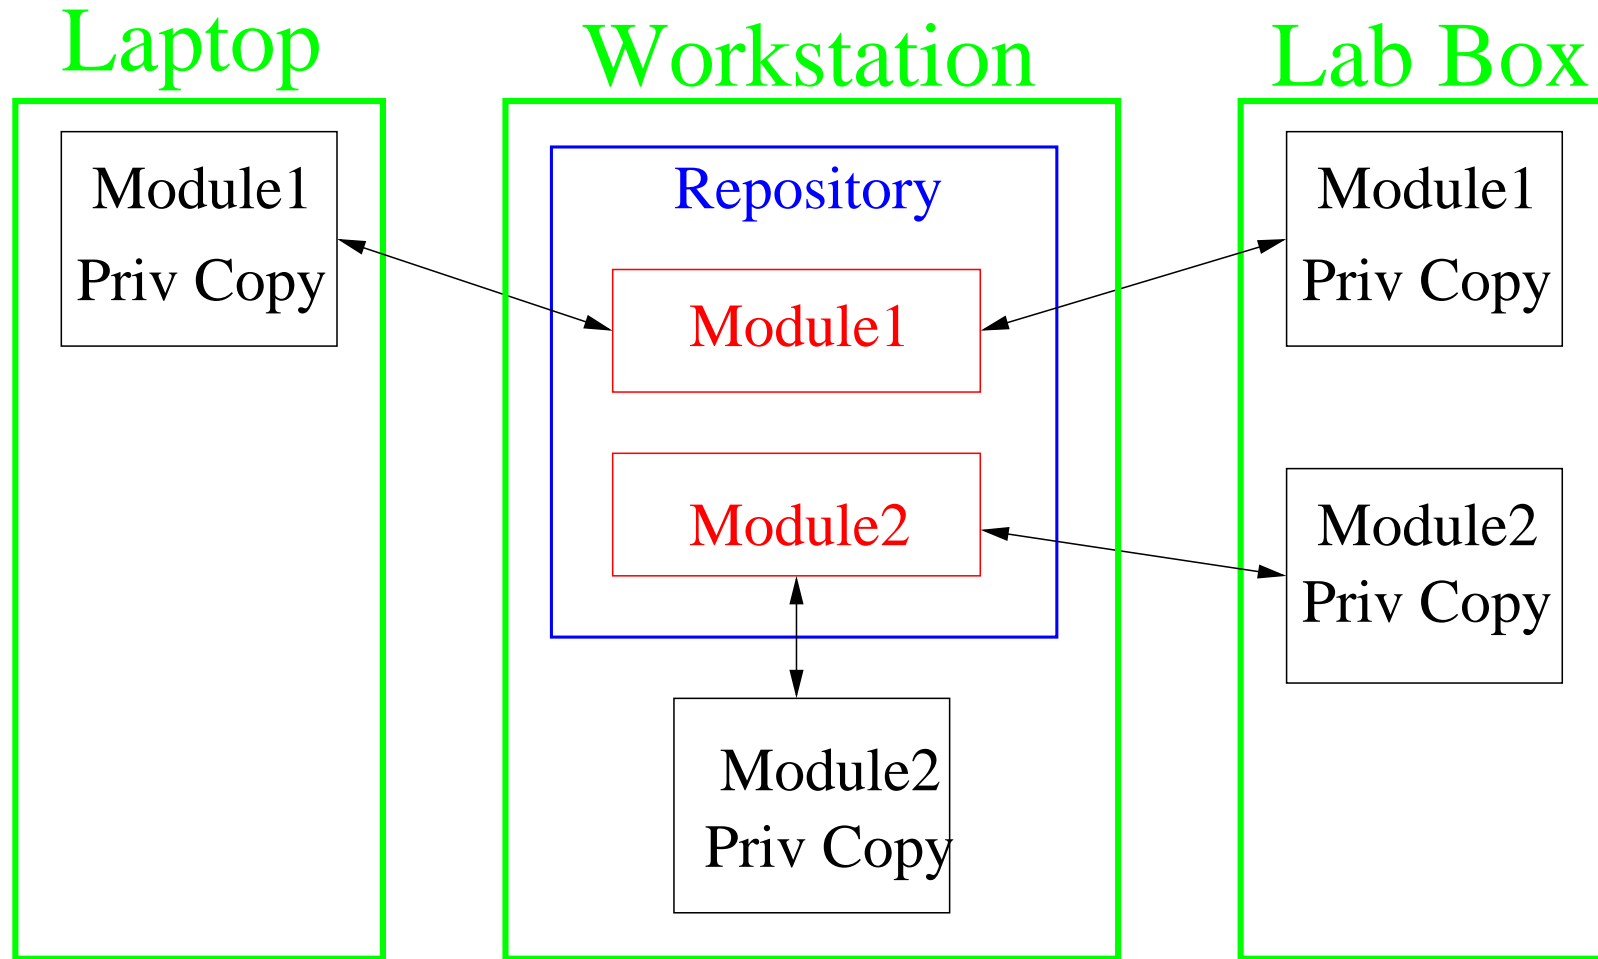 Laptop
Workstation
Lab Box
Module1
Priv Copy
Repository
Module1
Module2
Module2
Priv Copy
Module1
Priv Copy
Module2
Priv Copy